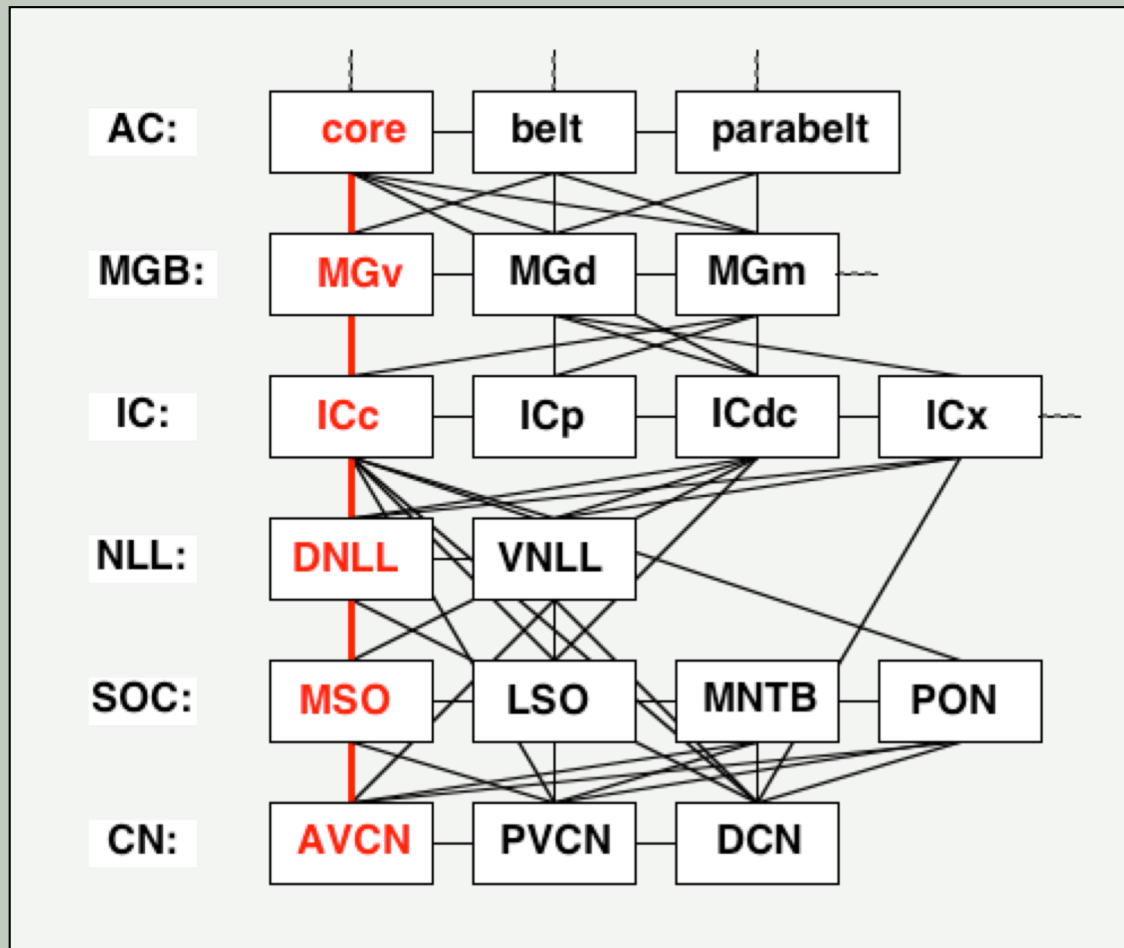 AC: core belt parabelt
MGB: MGv MGd MGm
IC: ICc ICp ICdc ICx
NLL: DNLL VNLL
SOC: MSO LSO MNTB PON
CN: AVCN PVCN DCN